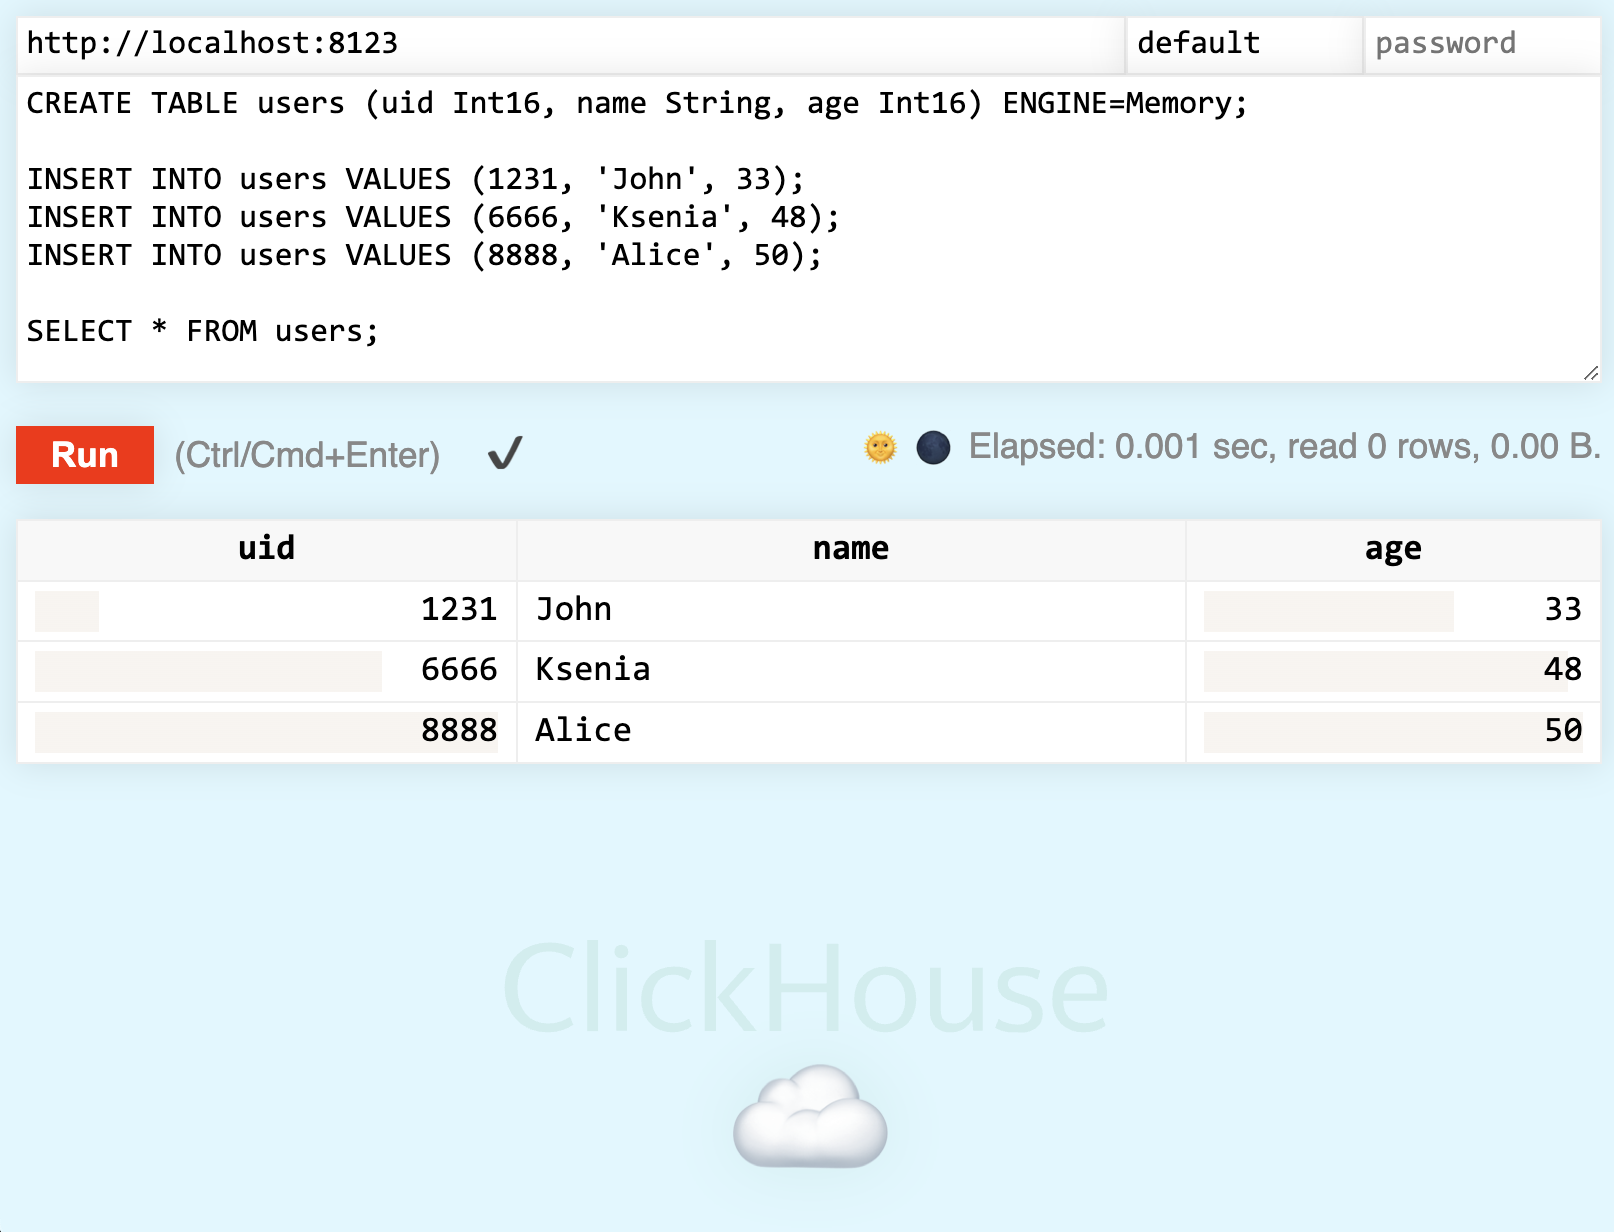 http://localhost:8123 default password
CREATE TABLE users (uid Int16, name String, age Int16) ENGINE=Memory;
INSERT INTO users VALUES (1231, 'John', 33);
INSERT INTO users VALUES (6666, 'Ksenia', 48);
INSERT INTO users VALUES (8888, 'Alice', 50);
SELECT * FROM users;
Run (Ctrl/Cmd+Enter) ✔ Elapsed: 0.001 sec, read 0 rows, 0.00 B.
uid name age
1231 John 33
6666 Ksenia 48
8888 Alice 50
ClickHouse